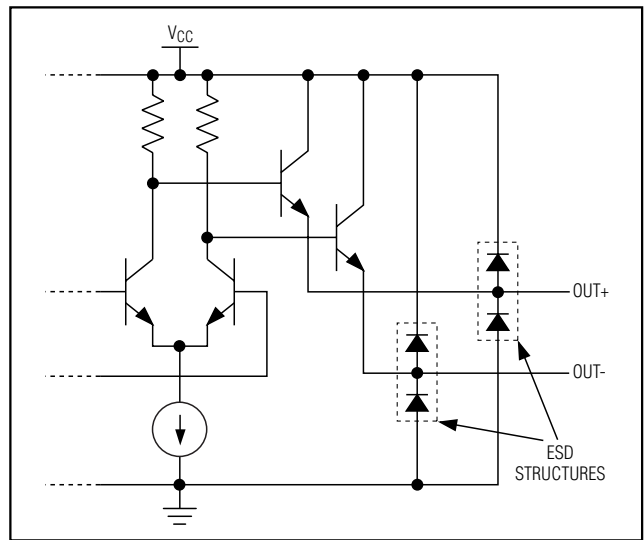 VCC
OUT+
OUT-
ESD
STRUCTURES